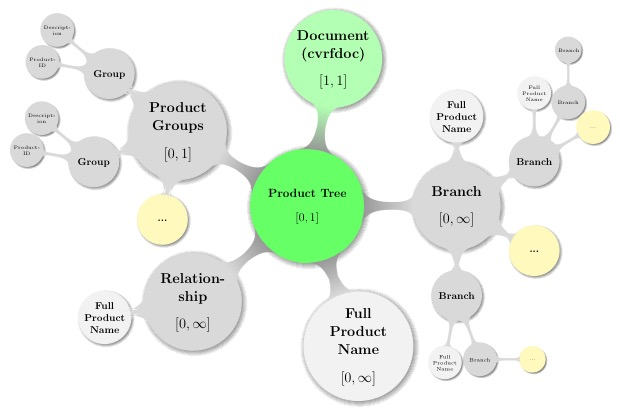 Document
(cvrfdoc)
[1, 1]
Descript-
ion
Product-
ID
Group
Product
Groups
[0, 1]
Descript-
ion
Product-
ID
Group
...
Product Tree
[0, 1]
Full
Product
Name
Branch
[0, ∞]
Branch
Full
Product
Name
Branch
...
Branch
...
Branch
Full
Product
Name
Branch
...
Relation-
ship
[0, ∞]
Full
Product
Name
Full
Product
Name
[0, ∞]